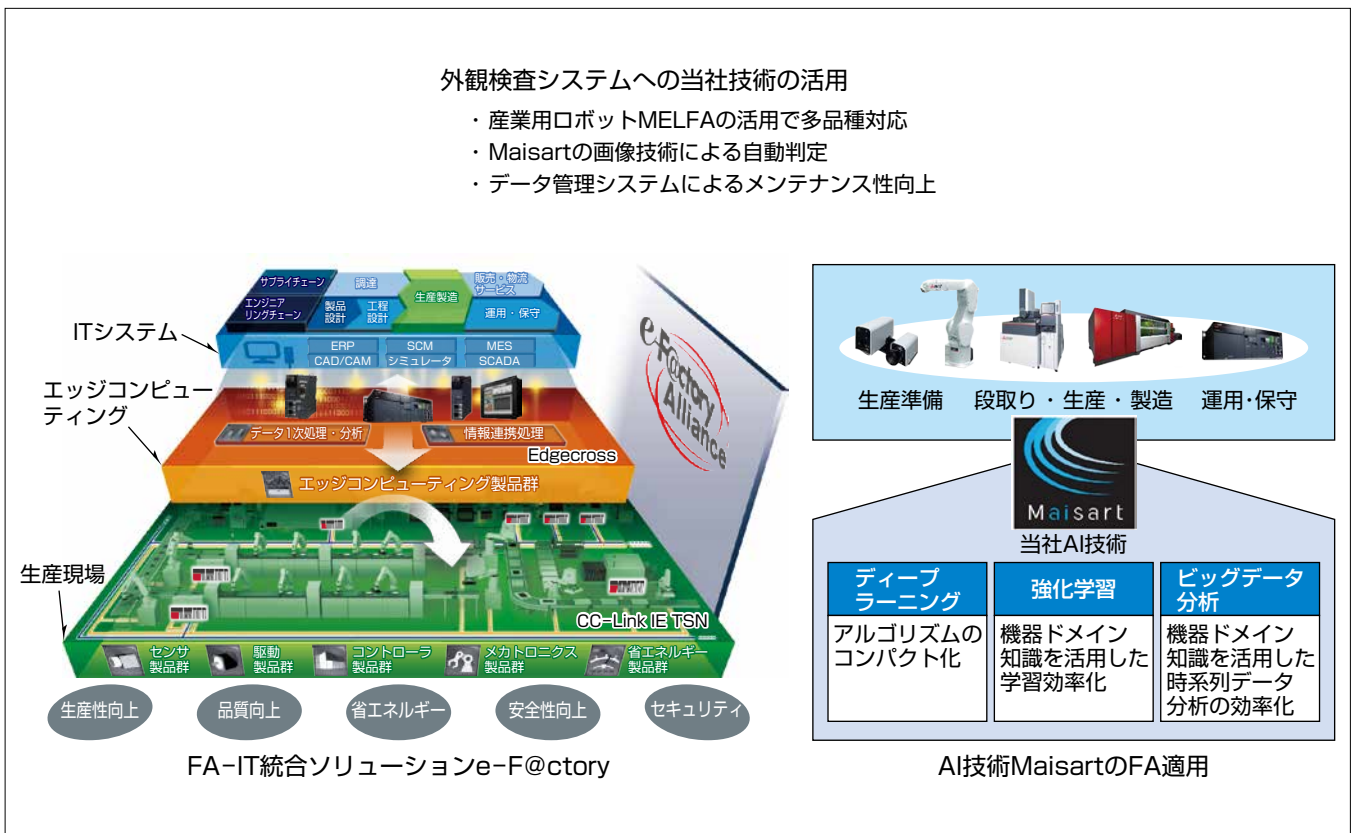 外観検査システムへの当社技術の活用
・産業用ロボットMELFAの活用で多品種対応
・Maisartの画像技術による自動判定
・データ管理システムによるメンテナンス性向上
サプライチェーン
調達
生産製造
販売・物流
サービス
エンジニア
リングチェーン
製品
設計
工程
設計
運用・保守
ITシステム
ERP
SCM
MES
CAD/CAM
シミュレータ
SCADA
エッジコンピュー
ティング
データ1次処理・分析
情報連携処理
Edgecross
エッジコンピューティング製品群
e-F@ctory
Alliance
生産現場
CC-Link IE TSN
センサ
製品群
駆動
製品群
コントローラ
製品群
メカトロニクス
製品群
省エネルギー
製品群
生産性向上
品質向上
省エネルギー
安全性向上
セキュリティ
FA-IT統合ソリューションe-F@ctory
生産準備
段取り・生産・製造
運用・保守
Maisart
当社AI技術
ディープ
ラーニング
強化学習
ビッグデータ
分析
アルゴリズムの
コンパクト化
機器ドメイン
知識を活用した
学習効率化
機器ドメイン
知識を活用した
時系列データ
分析の効率化
AI技術MaisartのFA適用